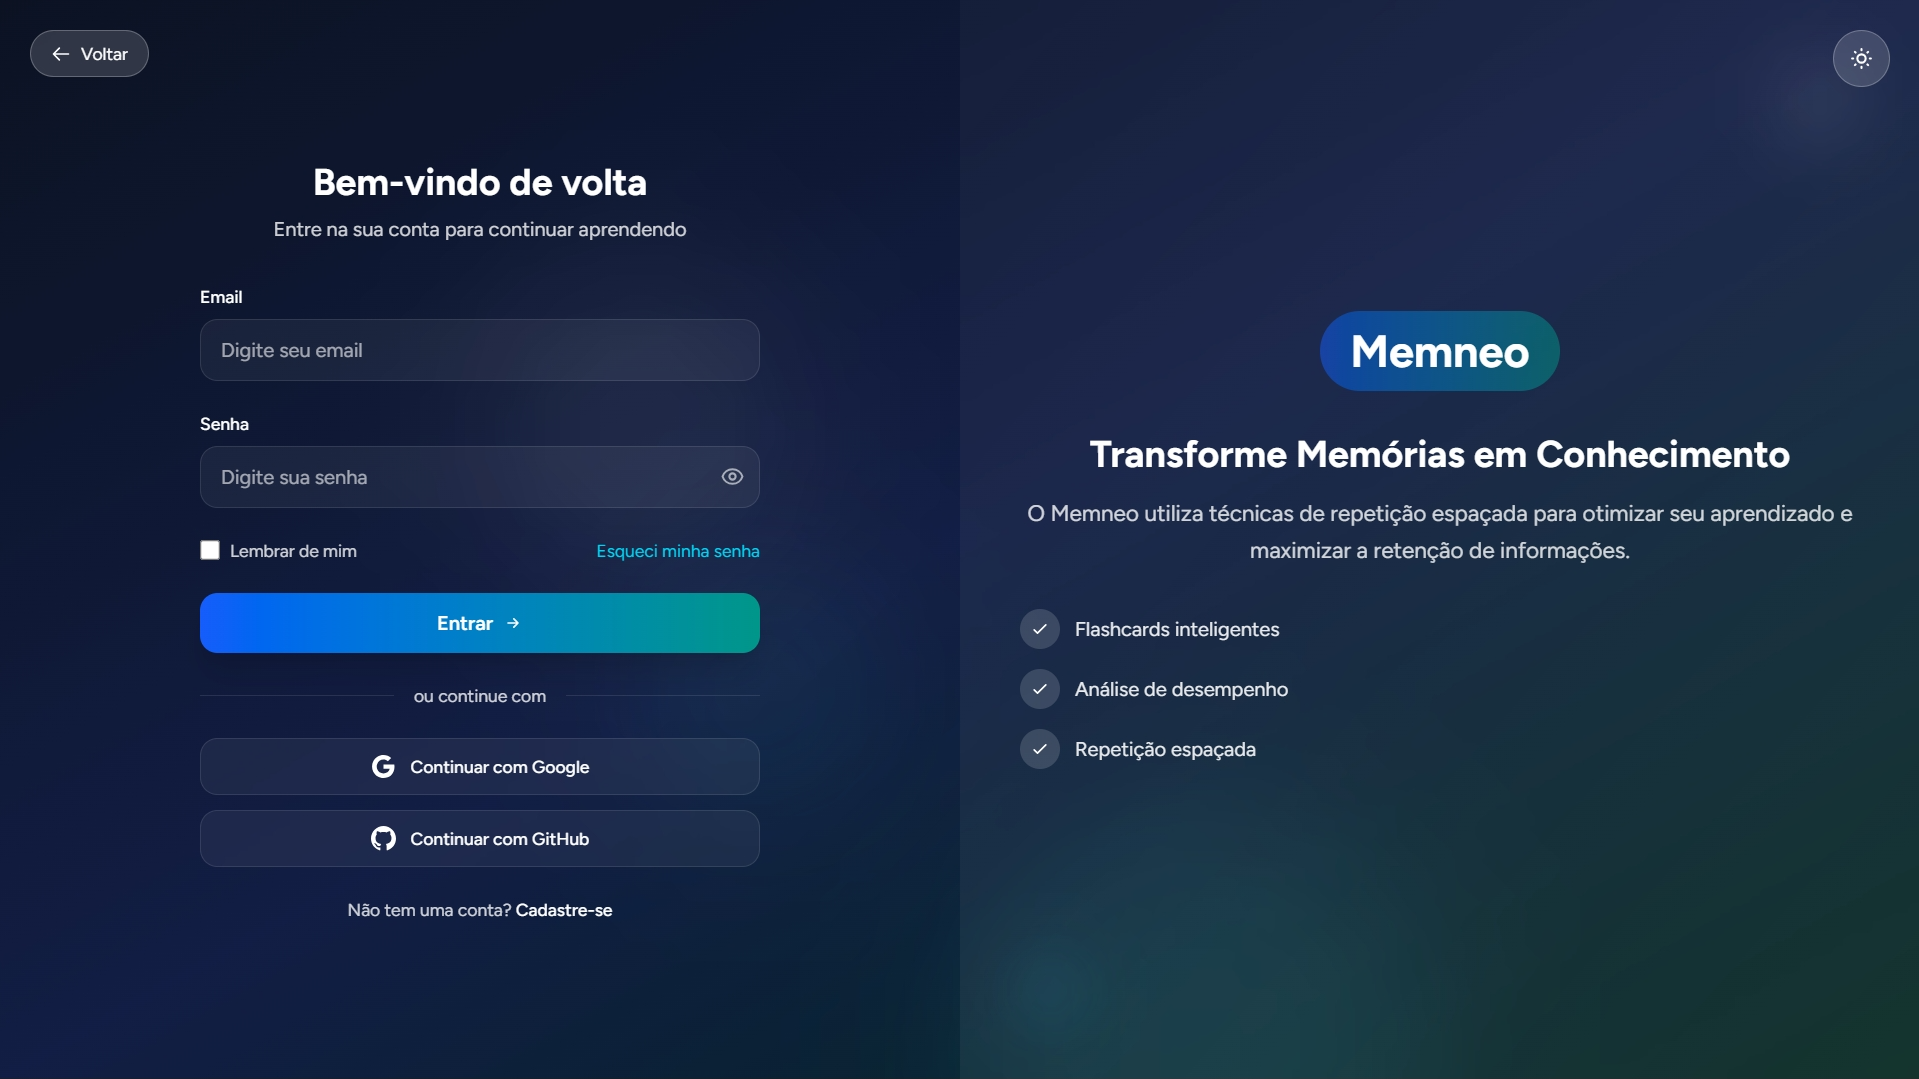 Voltar
Bem-vindo de volta
Entre na sua conta para continuar aprendendo
Email
Digite seu email
Senha
Digite sua senha
Lembrar de mim
Esqueci minha senha
Entrar →
ou continue com
Continuar com Google
Continuar com GitHub
Não tem uma conta? Cadastre-se
Memneo
Transforme Memórias em Conhecimento
O Memneo utiliza técnicas de repetição espaçada para otimizar seu aprendizado e
maximizar a retenção de informações.
Flashcards inteligentes
Análise de desempenho
Repetição espaçada